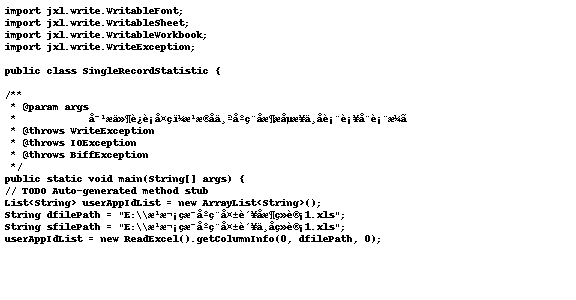 import jxl.write.WritableFont;
import jxl.write.WritableSheet;
import jxl.write.WritableWorkbook;
import jxl.write.WriteException;
public class SingleRecordStatistic {
/**
* @param args
*
* @throws WriteException
* @throws IOException
* @throws BiffException
*/
public static void main(String[] args) {
// TODO Auto-generated method stub
List<String> userAppIdList = new ArrayList<String>();
String dfilePath = "E:\\1.xls";
String sfilePath = "E:\\1.xls";
userAppIdList = new ReadExcel().getColumnInfo(0, dfilePath, 0);